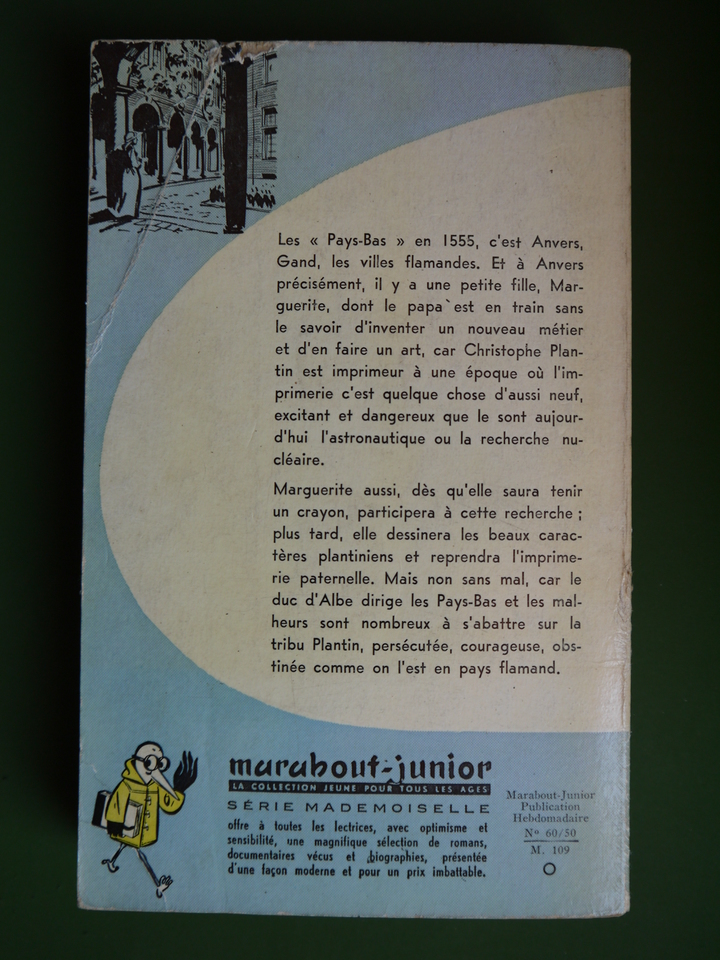 Les « Pays-Bas » en 1555, c'est Anvers,
Gand, les villes flamandes. Et à Anvers
précisément, il y a une petite fille, Mar-
guerite, dont le papa`est en train sans
le savoir d'inventer un nouveau métier
et d'en faire un art, car Christophe Plan-
tin est imprimeur à une époque où l'im-
primerie c'est quelque chose d'aussi neuf,
excitant et dangereux que le sont aujour-
d'hui l'astronautique ou la recherche nu-
cléaire.
Marguerite aussi, dès qu'elle saura tenir
un crayon, participera à cette recherche ;
plus tard, elle dessinera les beaux carac-
tères plantiniens et reprendra l'imprime-
rie paternelle. Mais non sans mal, car le
duc d'Albe dirige les Pays-Bas et les mal-
heurs sont nombreux à s'abattre sur la
tribu Plantin, persécutée, courageuse, obs-
tinée comme on l'est en pays flamand.
marabout-junior
LA COLLECTION JEUNE POUR TOUS LES AGES
SÉRIE MADEMOISELLE
offre à toutes les lectrices, avec optimisme et
sensibilité, une magnifique sélection de romans,
documentaires vécus et biographies, présentée
d'une façon moderne et pour un prix imbattable.
Marabout-Junior
Publication
Hebdomadaire
Nº 60/50
M. 109